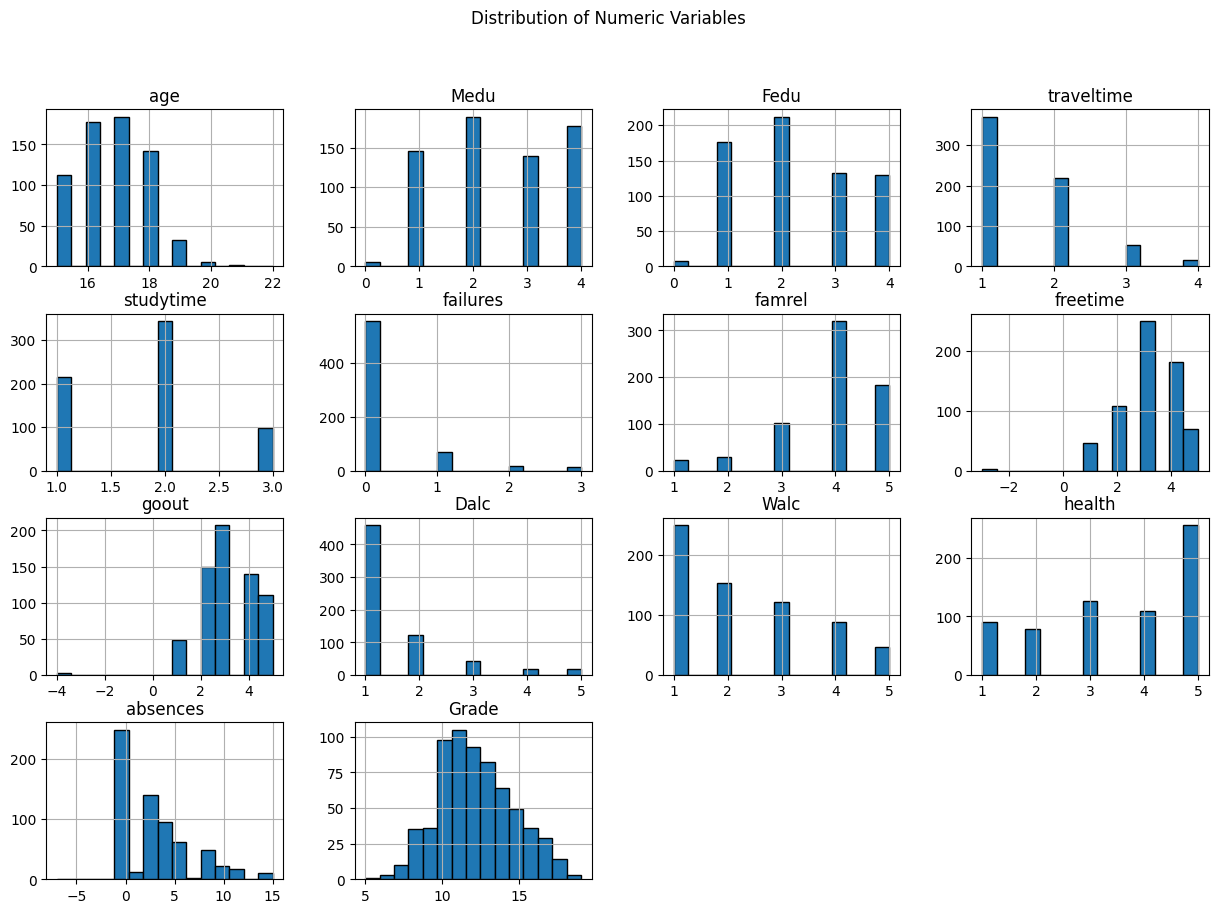 Distribution of Numeric Variables
age Medu Fedu traveltime
150 100 50 0
16 18 20 22
150 100 50 0
0 1 2 3 4
200 150 100 50 0
0 1 2 3 4
300 200 100 0
1 2 3 4
studytime failures famrel freetime
300 200 100 0
1.0 1.5 2.0 2.5 3.0
400 200 0
0 1 2 3
300 200 100 0
1 2 3 4 5
200 100 0
−2 0 2 4
goout Dalc Walc health
200 150 100 50 0
−4 −2 0 2 4
400 300 200 100 0
1 2 3 4 5
200 100 0
1 2 3 4 5
200 100 0
1 2 3 4 5
absences Grade
200 100 0
−5 0 5 10 15
100 75 50 25 0
5 10 15